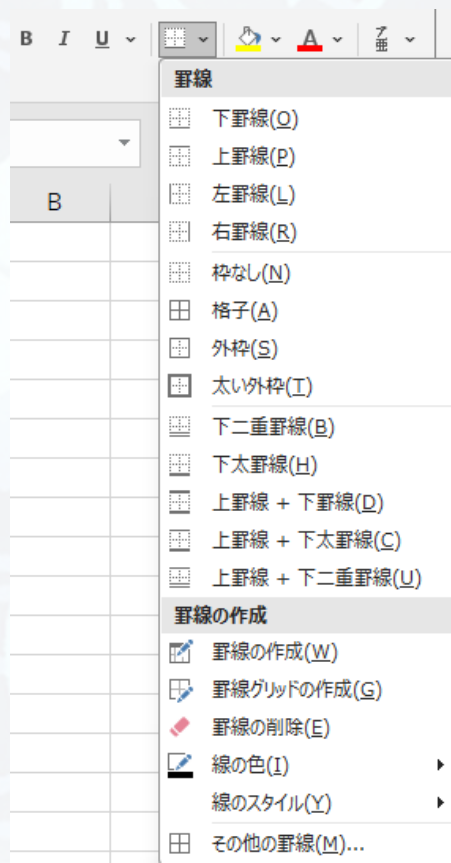 B I U A ア亜
B
罫線
下罫線(O)
上罫線(P)
左罫線(L)
右罫線(R)
枠なし(N)
格子(A)
外枠(S)
太い外枠(T)
下二重罫線(B)
下太罫線(H)
上罫線 + 下罫線(D)
上罫線 + 下太罫線(C)
上罫線 + 下二重罫線(U)
罫線の作成
罫線の作成(W)
罫線グリッドの作成(G)
罫線の削除(E)
線の色(I)
線のスタイル(Y)
その他の罫線(M)...